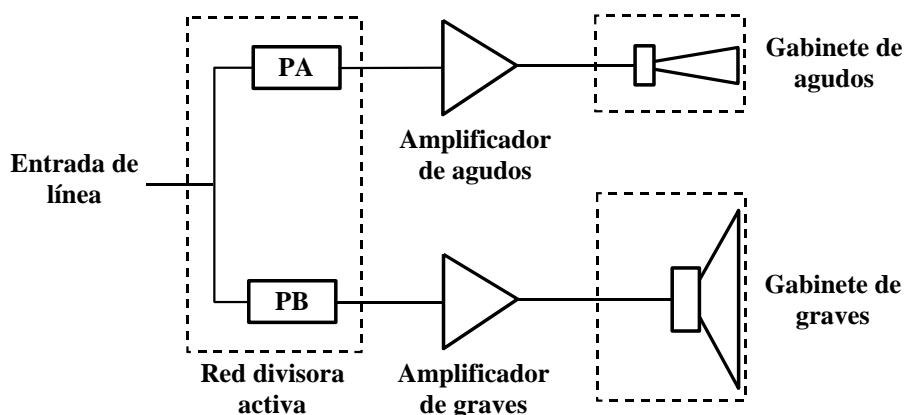 PA
Gabinete de
agudos
Amplificador
de agudos
Entrada de
línea
PB
Gabinete de
graves
Red divisora
activa
Amplificador
de graves